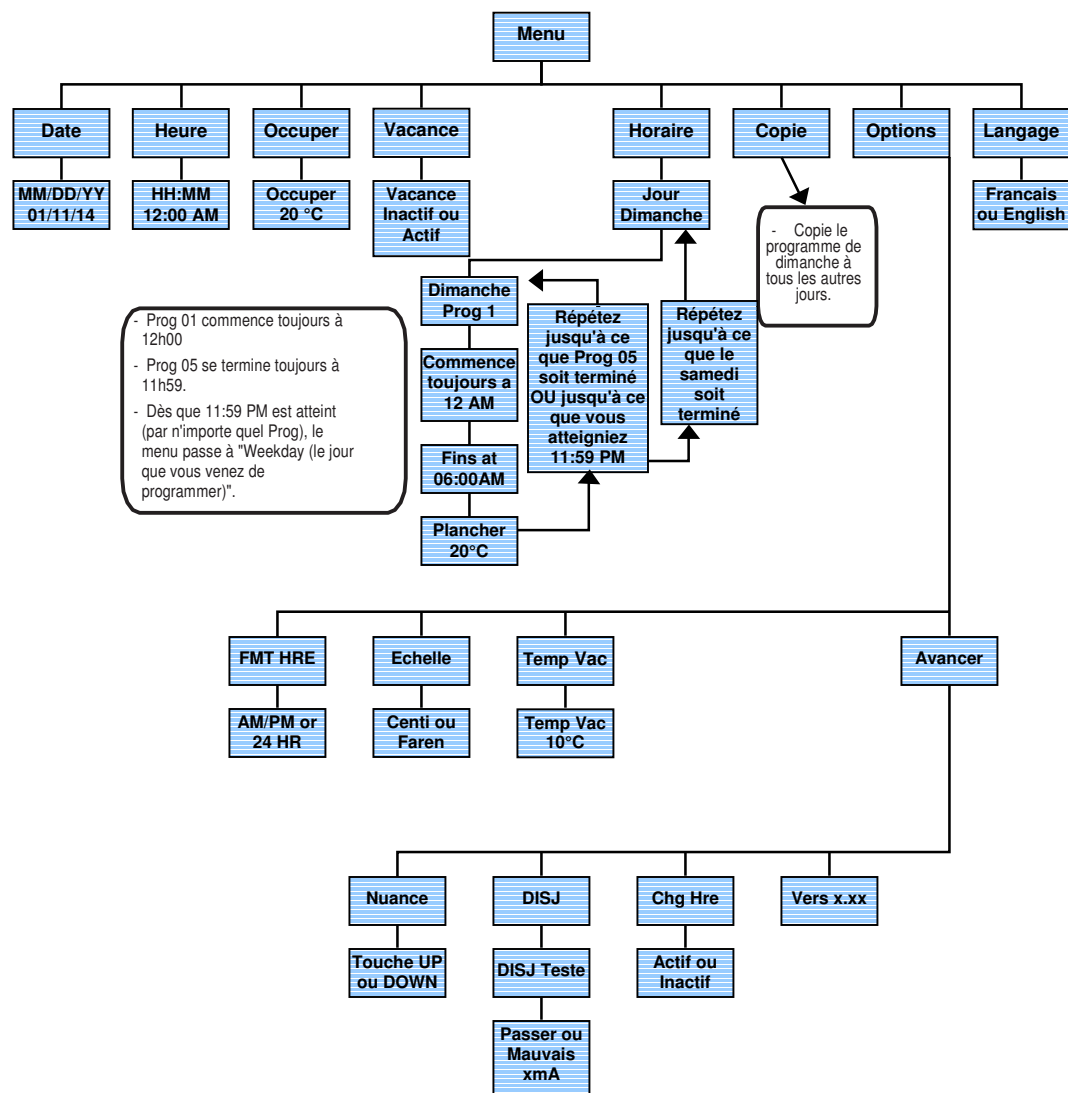 Menu
Date
Heure
Occuper
Vacance
Horaire
Copie
Options
Langage
MM/DD/YY
01/11/14
HH:MM
12:00 AM
Occuper
20 °C
Vacance
Inactif ou
Actif
Jour
Dimanche
Francais
ou English
- Copie le
programme de
dimanche à
tous les autres
jours.
Dimanche
Prog 1
Commence
toujours a
12 AM
Fins at
06:00AM
Plancher
20°C
Répétez
jusqu'à ce
que Prog 05
soit terminé
OU jusqu'à ce
que vous
atteigniez
11:59 PM
Répétez
jusqu'à ce
que le
samedi
soit
terminé
- Prog 01 commence toujours à
12h00
- Prog 05 se termine toujours à
11h59.
- Dès que 11:59 PM est atteint
(par n'importe quel Prog), le
menu passe à "Weekday (le jour
que vous venez de
programmer)".
FMT HRE
Echelle
Temp Vac
Avancer
AM/PM or
24 HR
Centi ou
Faren
Temp Vac
10°C
Nuance
DISJ
Chg Hre
Vers x.xx
Touche UP
ou DOWN
DISJ Teste
Actif ou
Inactif
Passer ou
Mauvais
xmA